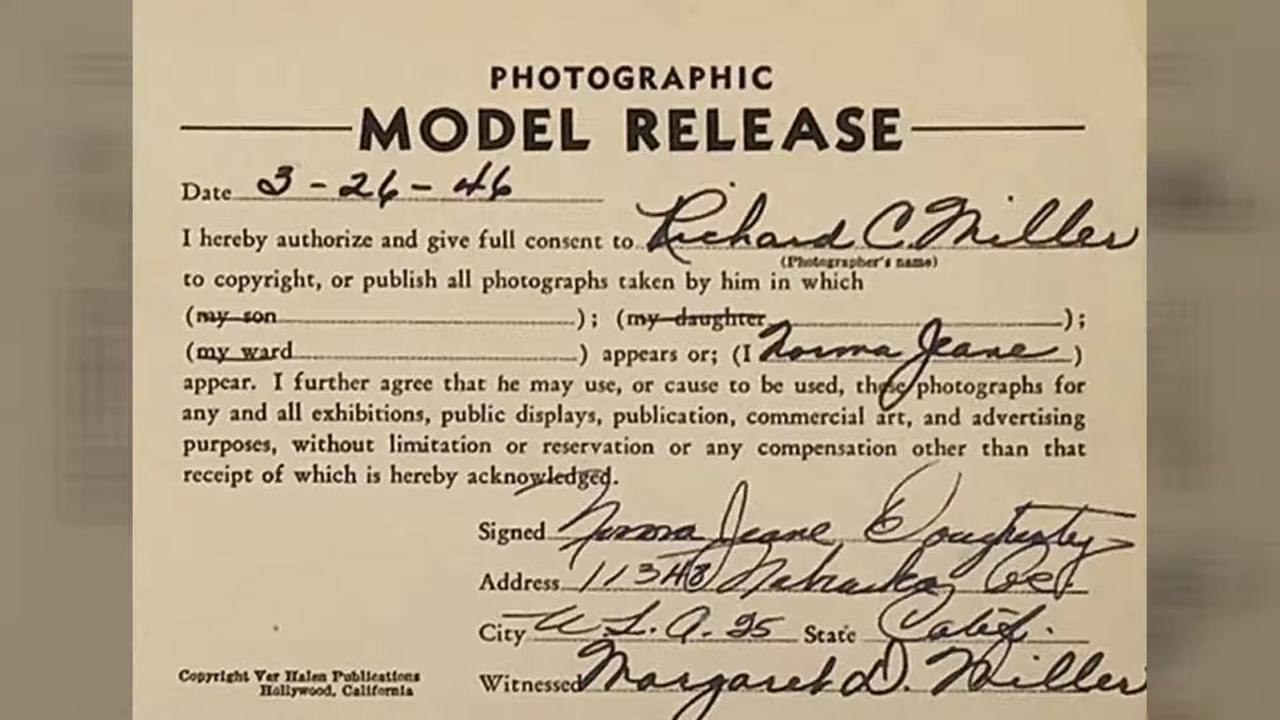 PHOTOGRAPHIC
MODEL RELEASE
Date 3-26-46
I hereby authorize and give full consent to Richard C. Miller
(Photographer's name)
to copyright, or publish all photographs taken by him in which
(my son ); (my daughter );
(my ward ) appears or; (I Norma Jeane )
appear. I further agree that he may use, or cause to be used, these photographs for
any and all exhibitions, public displays, publication, commercial art, and advertising
purposes, without limitation or reservation or any compensation other than that
receipt of which is hereby acknowledged.
Signed Norma Jeane Dougherty
Address 11348 Nebraska
City W. L. A. 25 State Calif.
Witnessed Margaret D. Miller
Copyright Ver Halen Publications
Hollywood, California